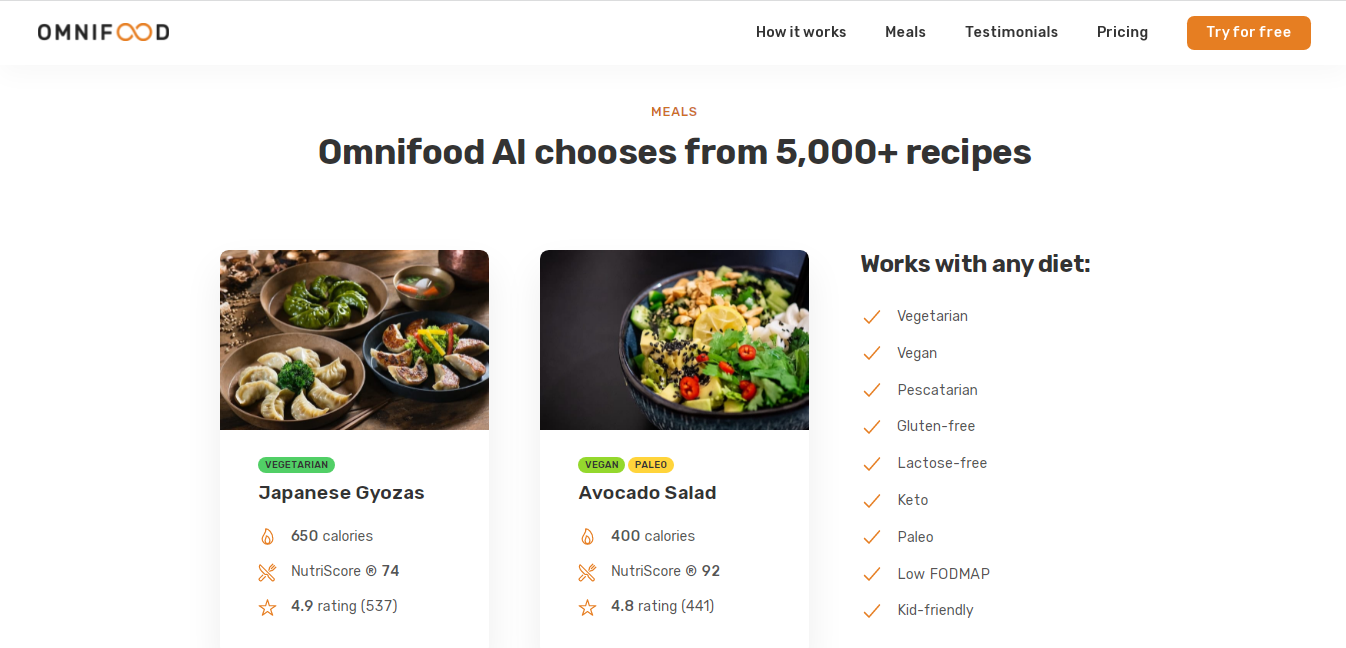 OMNIFOOD
How it works
Meals
Testimonials
Pricing
Try for free
MEALS
Omnifood AI chooses from 5,000+ recipes
VEGETARIAN
Japanese Gyozas
650 calories
NutriScore ® 74
4.9 rating (537)
VEGAN PALEO
Avocado Salad
400 calories
NutriScore ® 92
4.8 rating (441)
Works with any diet:
Vegetarian
Vegan
Pescatarian
Gluten-free
Lactose-free
Keto
Paleo
Low FODMAP
Kid-friendly